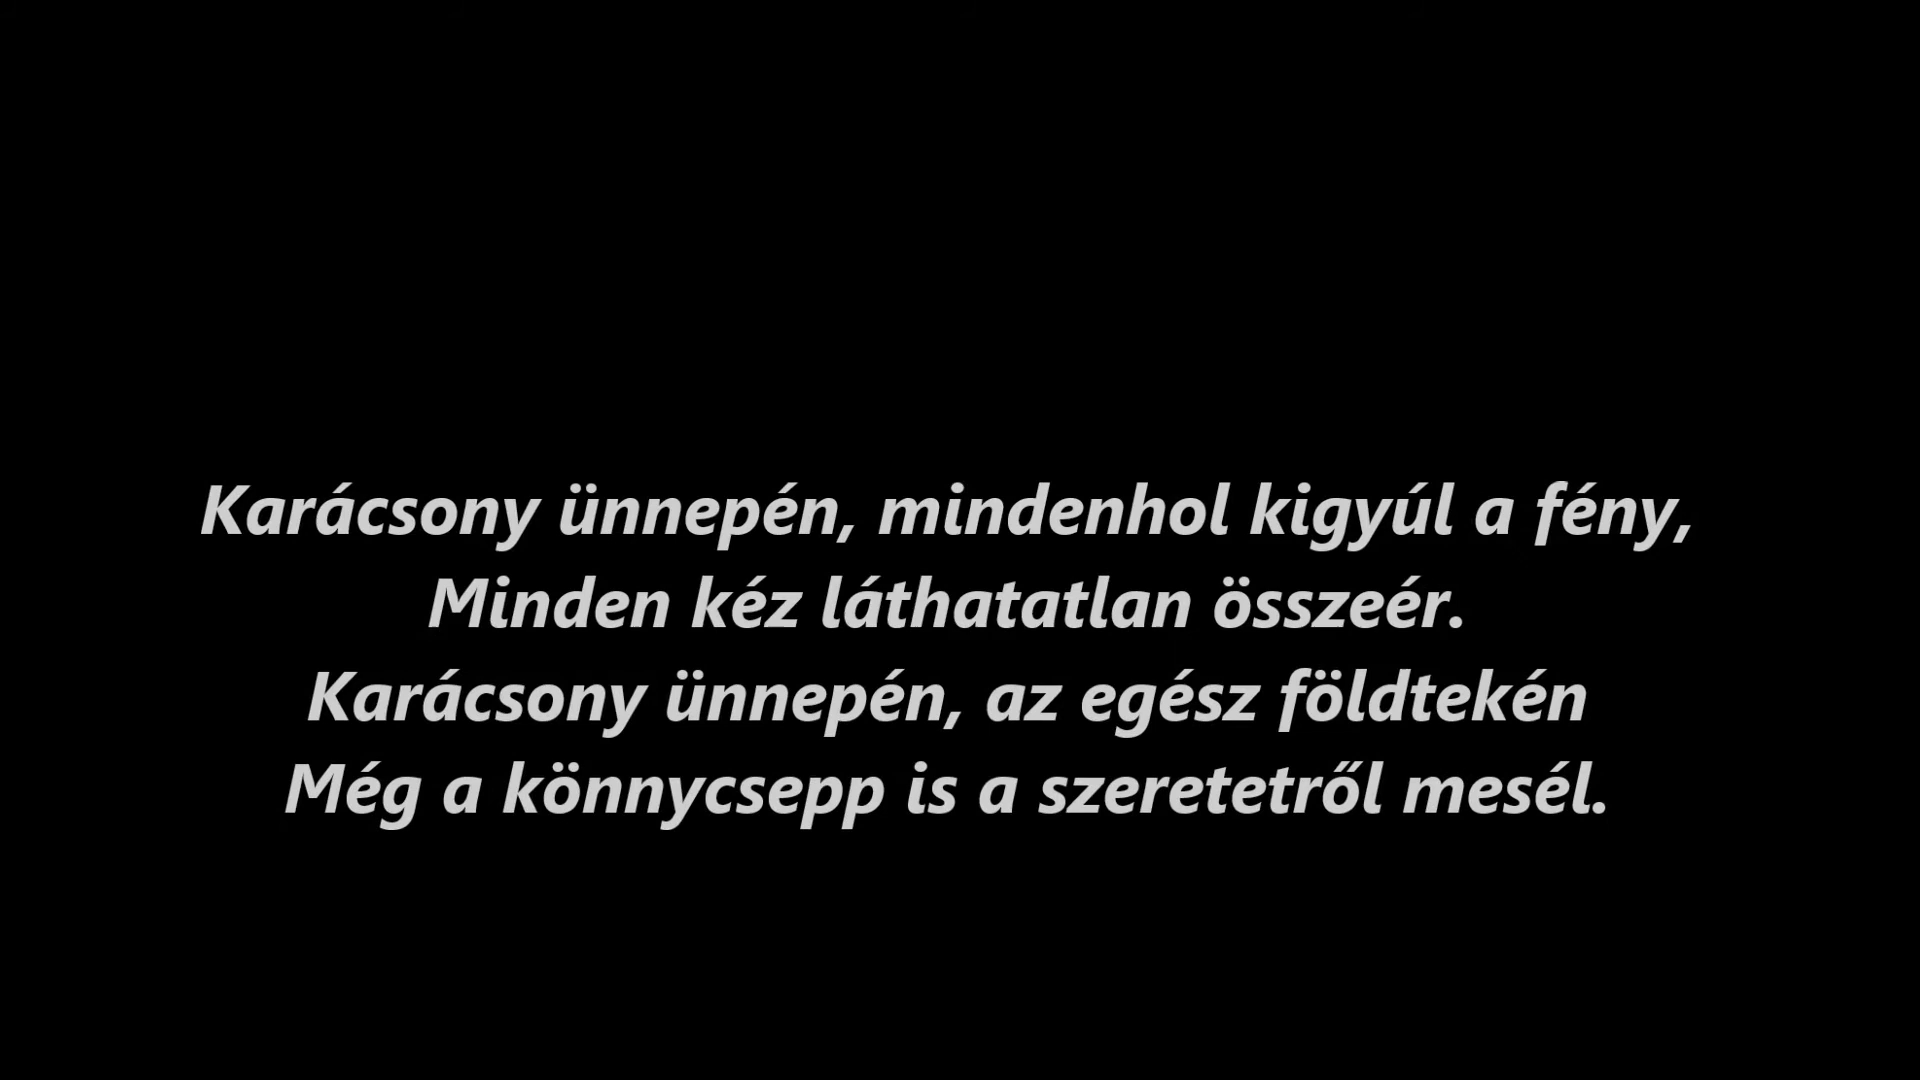 Karácsony ünnepén, mindenhol kigyúl a fény,
Minden kéz láthatatlan összeér.
Karácsony ünnepén, az egész földtekén
Még a könnycsepp is a szeretetről mesél.